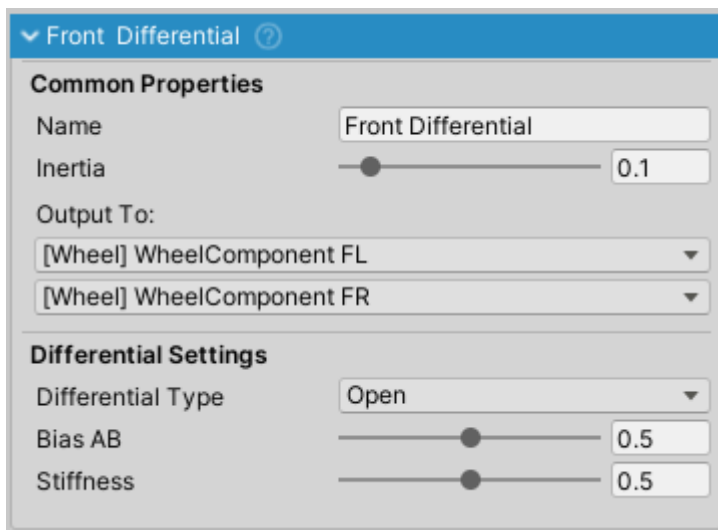 Front Differential ?
Common Properties
Name Front Differential
Inertia 0.1
Output To:
[Wheel] WheelComponent FL
[Wheel] WheelComponent FR
Differential Settings
Differential Type Open
Bias AB 0.5
Stiffness 0.5